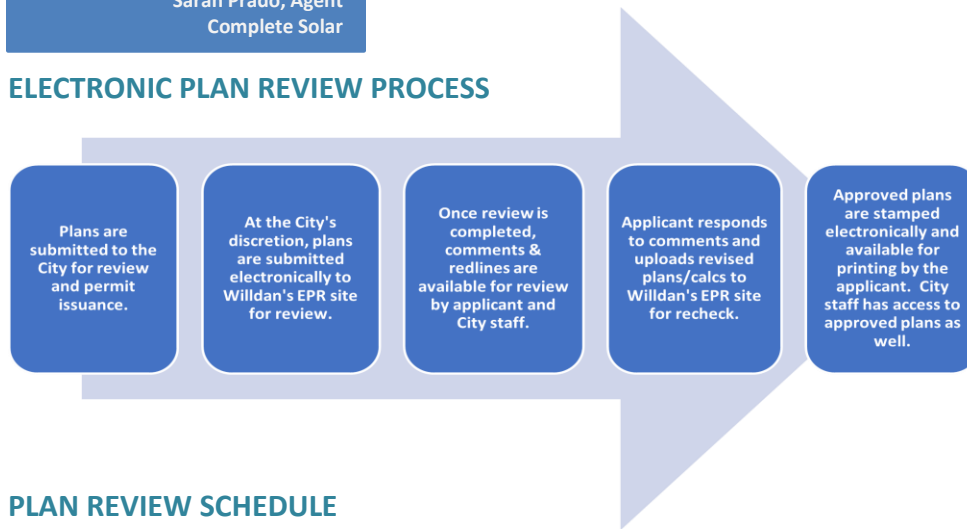 Sarah Prado, Agent
Complete Solar
ELECTRONIC PLAN REVIEW PROCESS
Plans are
submitted to the
City for review
and permit
issuance.
At the City's
discretion, plans
are submitted
electronically to
Willdan's EPR site
for review.
Once review is
completed,
comments &
redlines are
available for review
by applicant and
City staff.
Applicant responds
to comments and
uploads revised
plans/calcs to
Willdan's EPR site
for recheck.
Approved plans
are stamped
electronically and
available for
printing by the
applicant.  City
staff has access to
approved plans as
well.
PLAN REVIEW SCHEDULE